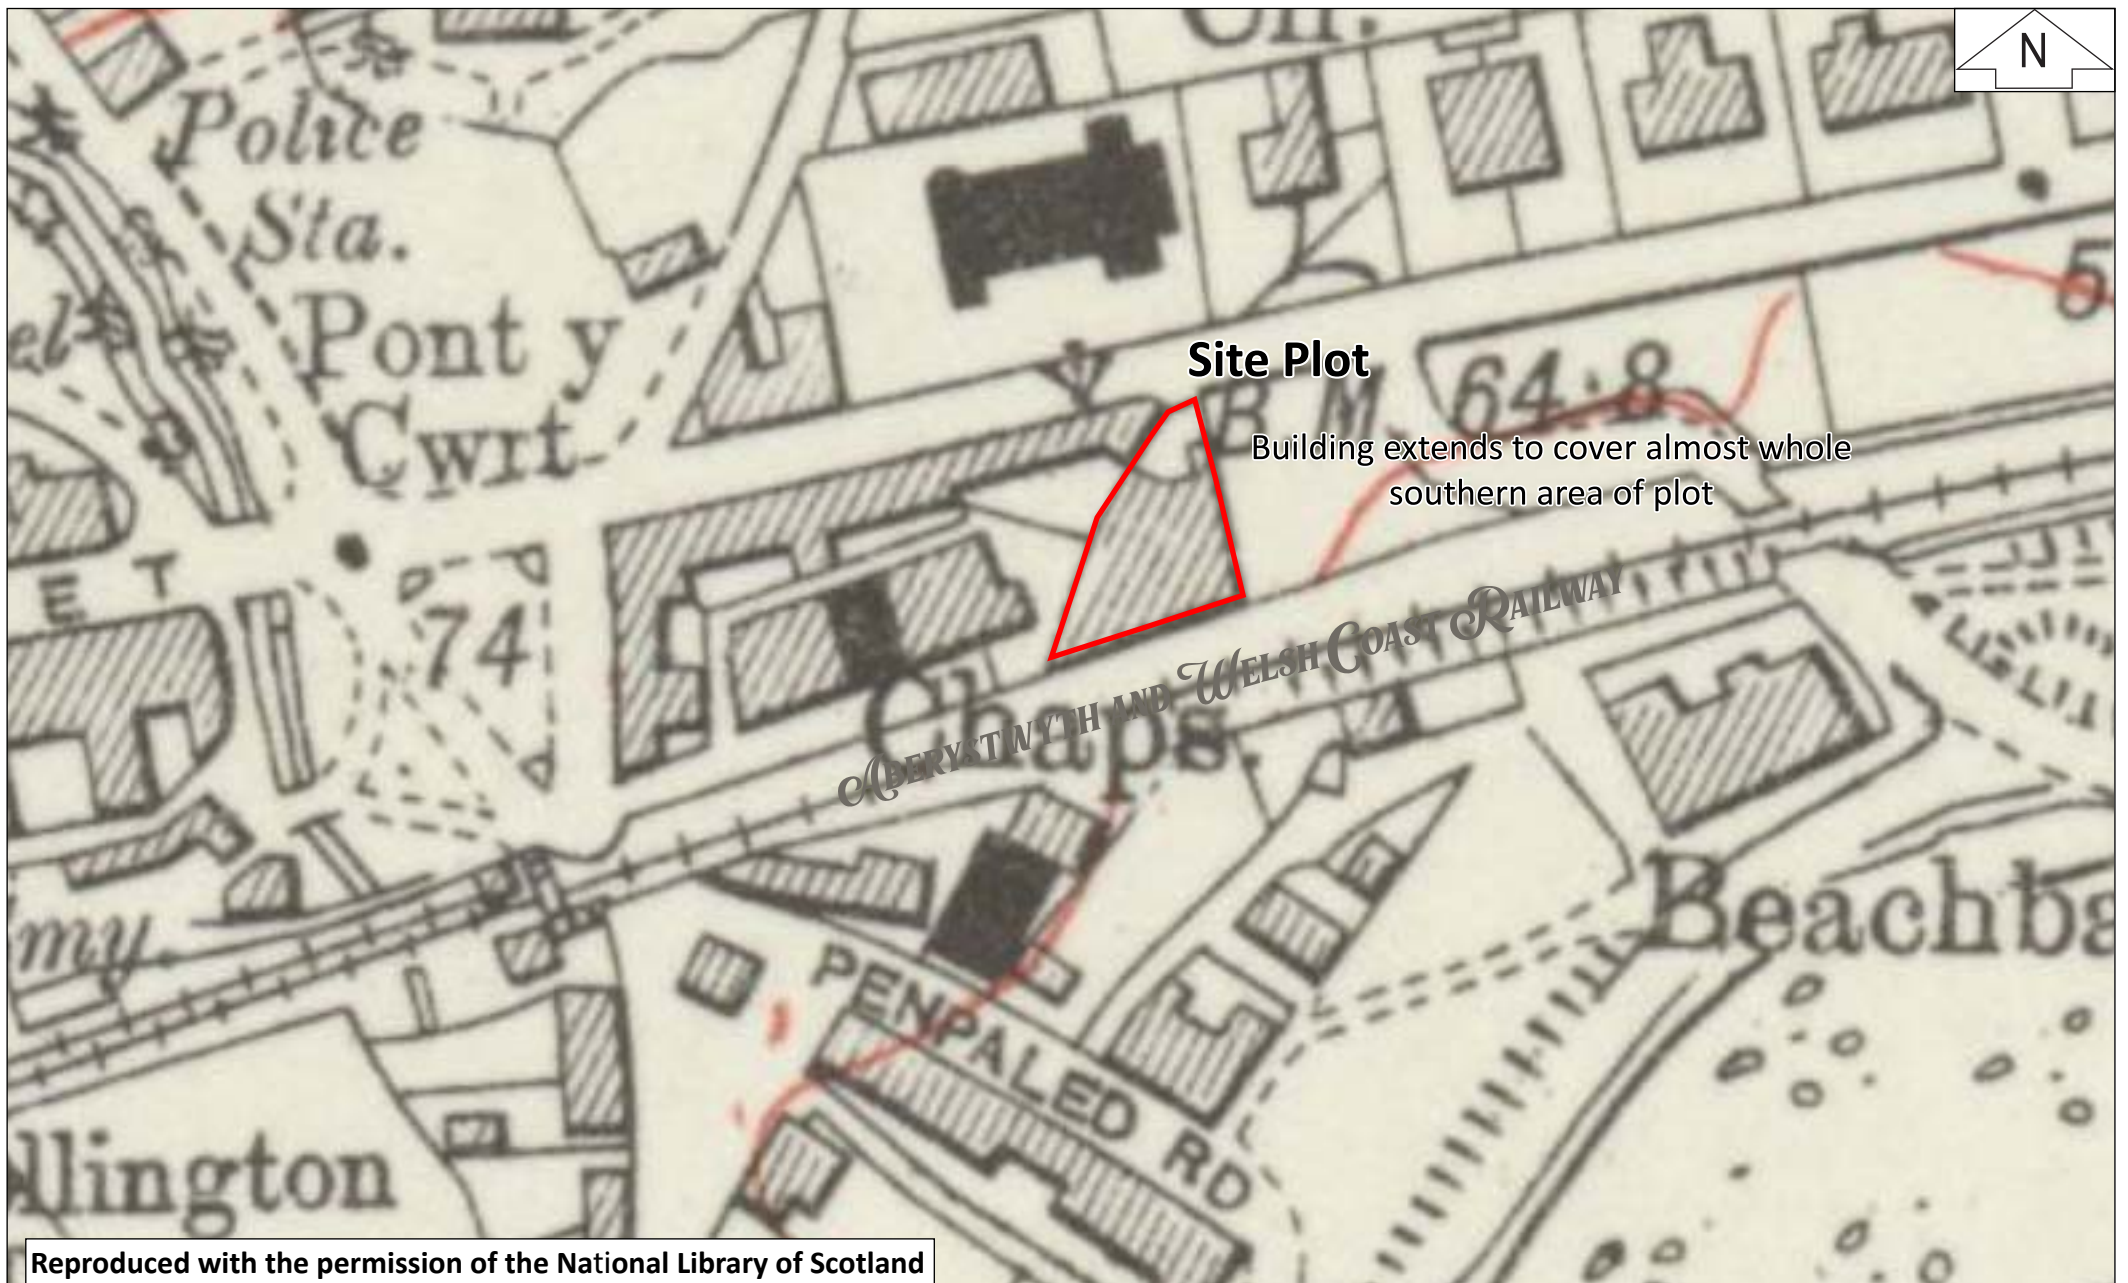 N
Police
Sta.
Pont y
Cwrt
Site Plot
B.M. 64·8
5
Building extends to cover almost whole
southern area of plot
E T
74
ABERYSTWYTH AND WELSH COAST RAILWAY
Chaps.
Beachba
my
PENPALED RD
llington
Reproduced with the permission of the National Library of Scotland